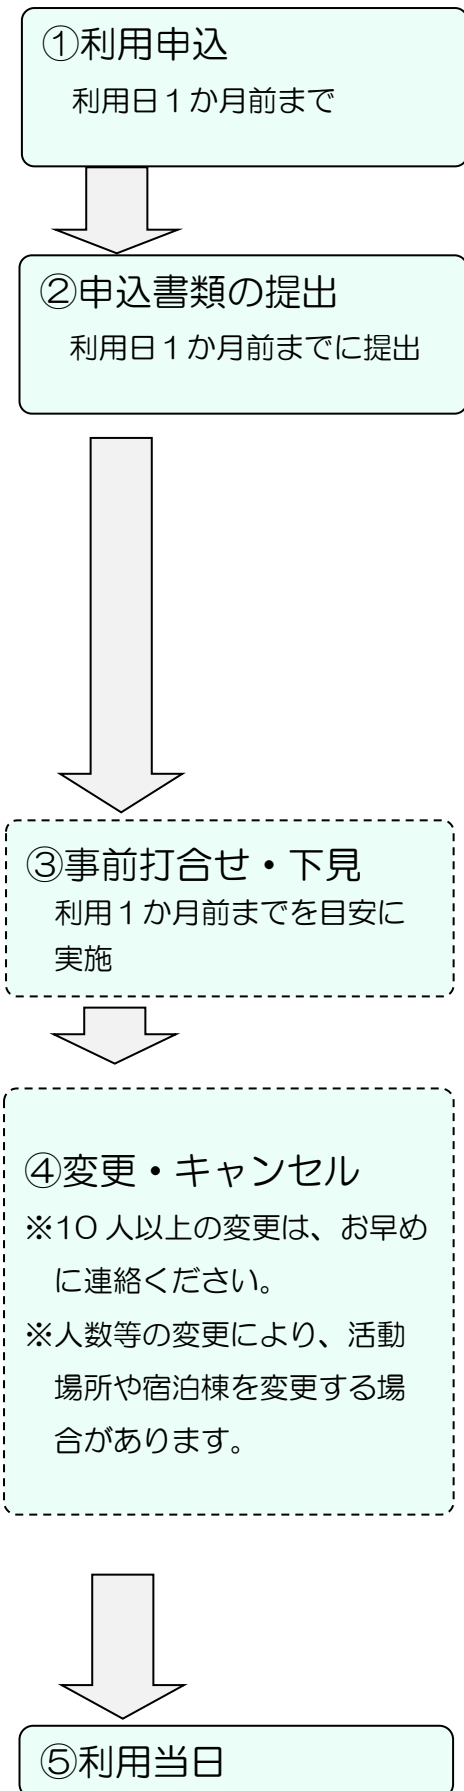 ①利用申込
利用日１か月前まで
②申込書類の提出
利用日１か月前までに提出
③事前打合せ・下見
利用１か月前までを目安に
実施
④変更・キャンセル
※10 人以上の変更は、お早め
に連絡ください。
※人数等の変更により、活動
場所や宿泊棟を変更する場
合があります。
⑤利用当日